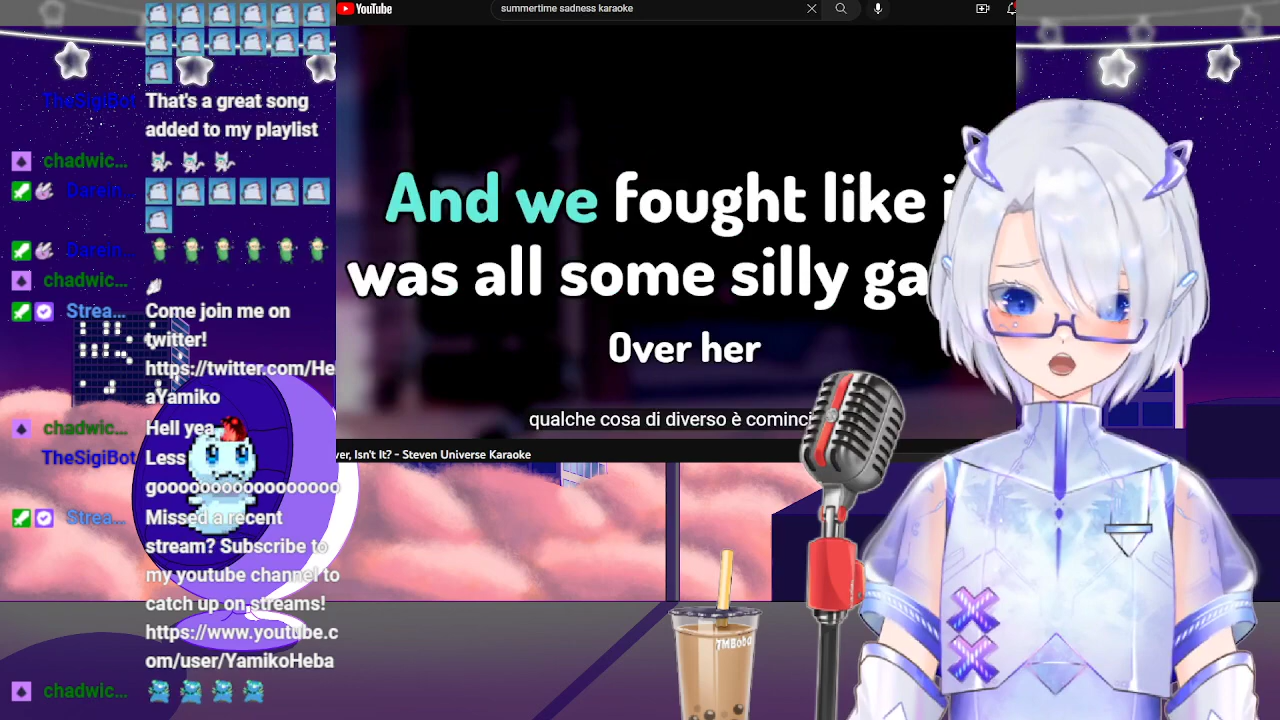 YouTube
summertime sadness karaoke
TheSigiBot
That's a great song
added to my playlist
chadwic...
Darein...
Darein...
chadwic...
Strea...
Come join me on
twitter!
https://twitter.com/He
aYamiko
chadwic...
Hell yea
TheSigiBot
Less
gooooooooooooooooo
Strea...
Missed a recent
stream? Subscribe to
my youtube channel to
catch up on streams!
https://www.youtube.c
om/user/YamikoHeba
chadwic...
And we fought like i
was all some silly ga
Over her
qualche cosa di diverso è cominci
ver, Isn't It? - Steven Universe Karaoke
TMBoba